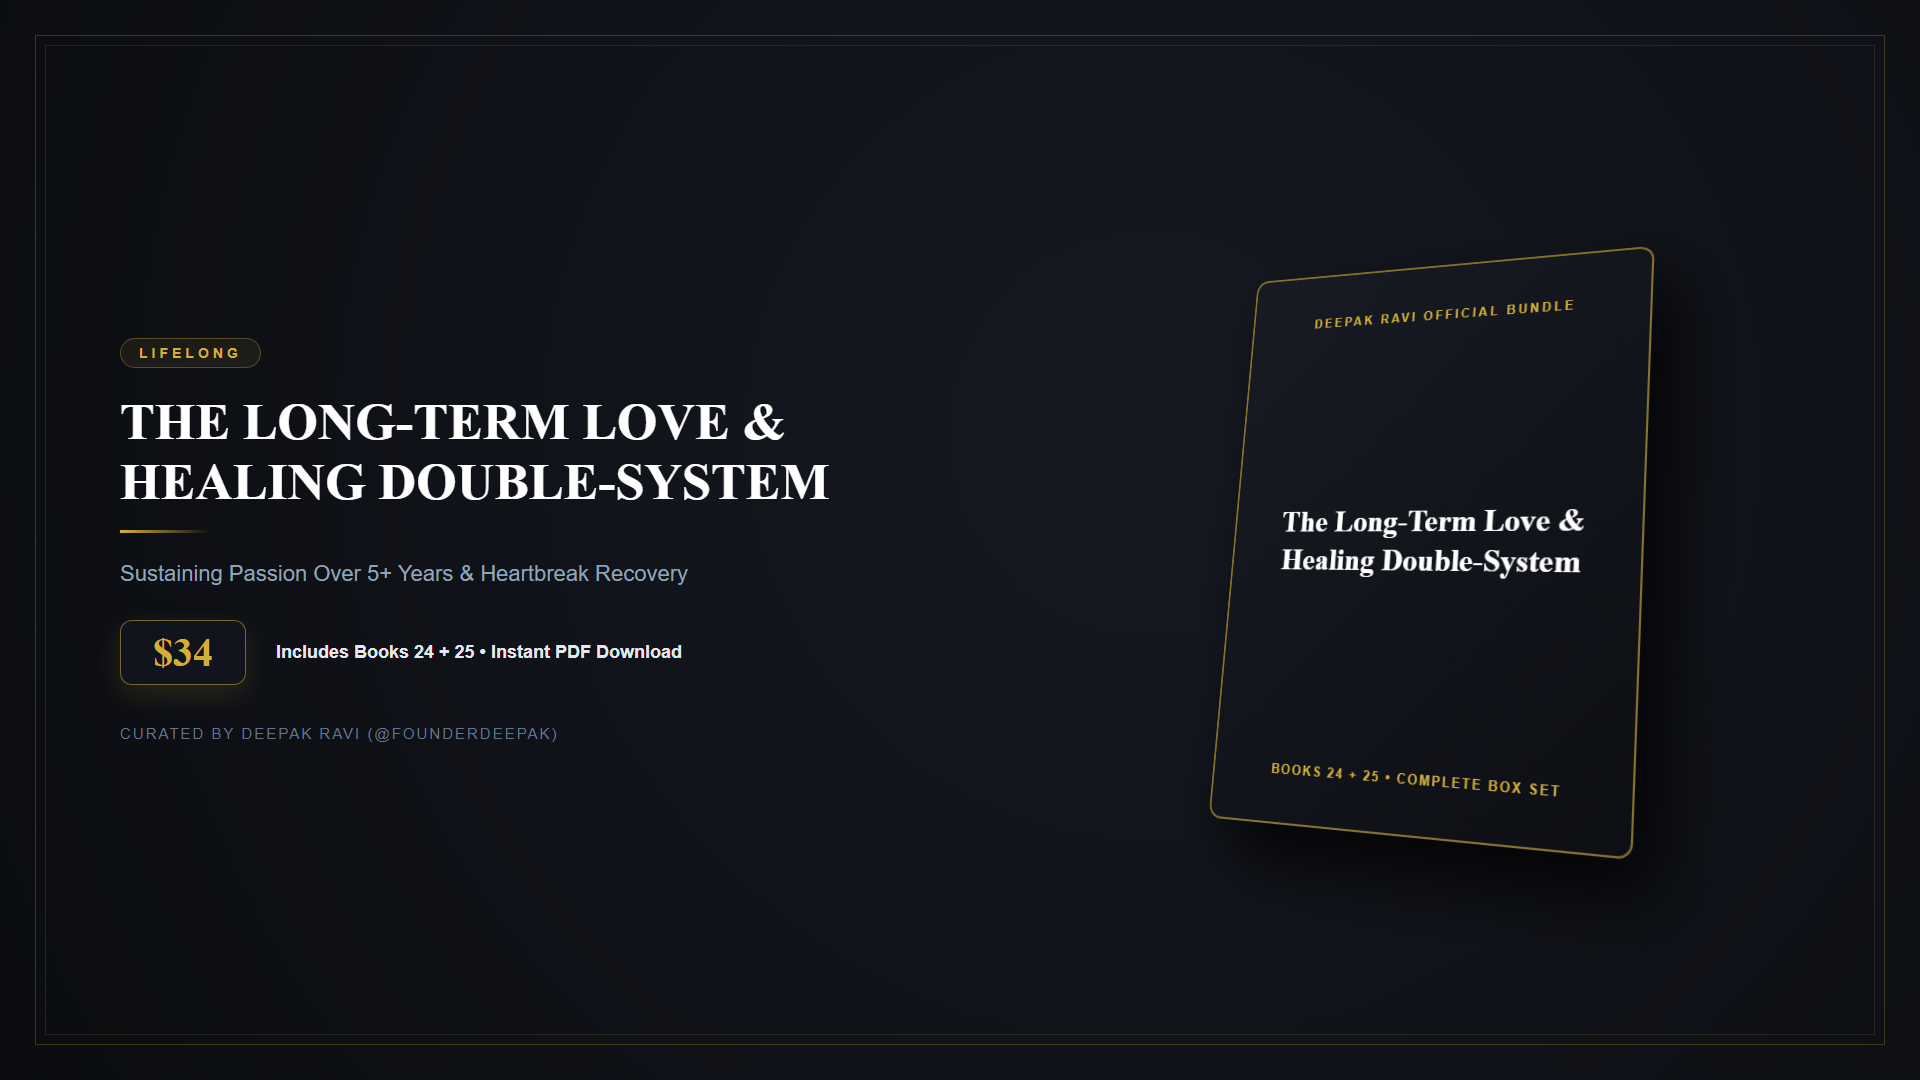 LIFELONG
THE LONG-TERM LOVE &
HEALING DOUBLE-SYSTEM
Sustaining Passion Over 5+ Years & Heartbreak Recovery
$34
Includes Books 24 + 25 • Instant PDF Download
CURATED BY DEEPAK RAVI (@FOUNDERDEEPAK)
DEEPAK RAVI OFFICIAL BUNDLE
The Long-Term Love &
Healing Double-System
BOOKS 24 + 25 • COMPLETE BOX SET